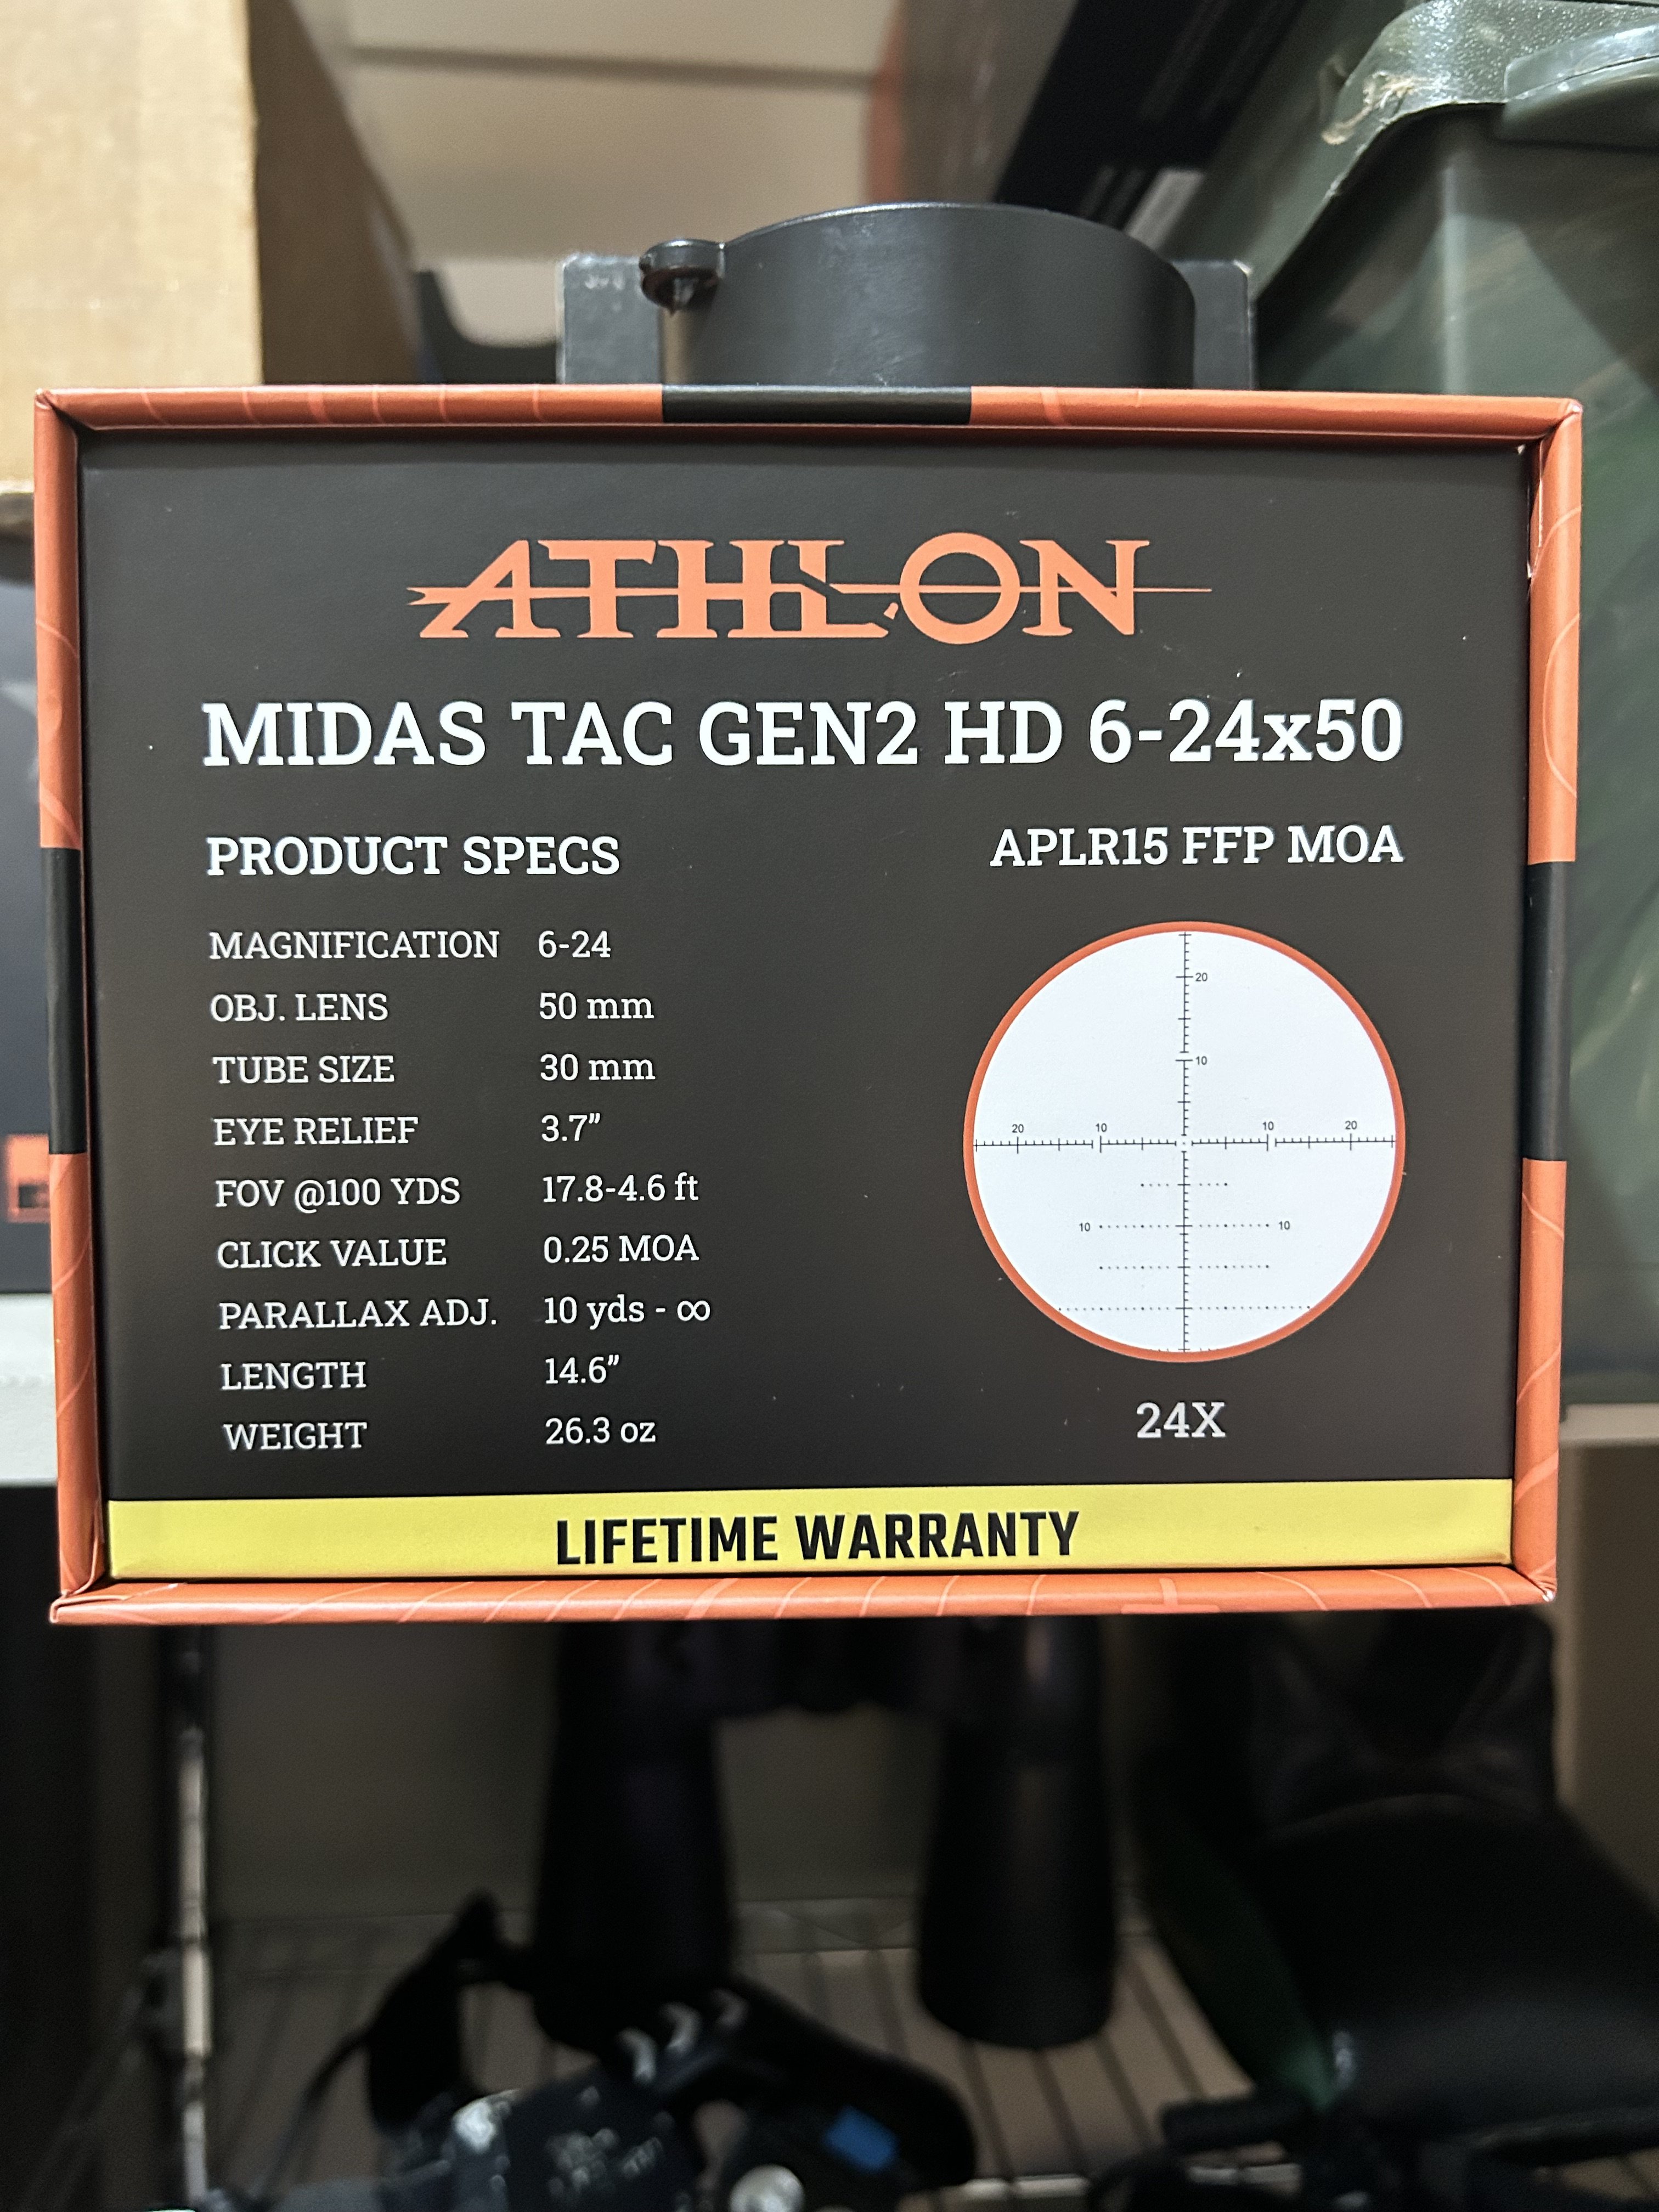 ATHLON
MIDAS TAC GEN2 HD 6-24x50
PRODUCT SPECS
MAGNIFICATION 6-24
OBJ. LENS 50 mm
TUBE SIZE 30 mm
EYE RELIEF 3.7”
FOV @100 YDS 17.8-4.6 ft
CLICK VALUE 0.25 MOA
PARALLAX ADJ. 10 yds - ∞
LENGTH 14.6”
WEIGHT 26.3 oz
APLR15 FFP MOA
20
10
20 10 10 20
10 10
24X
LIFETIME WARRANTY